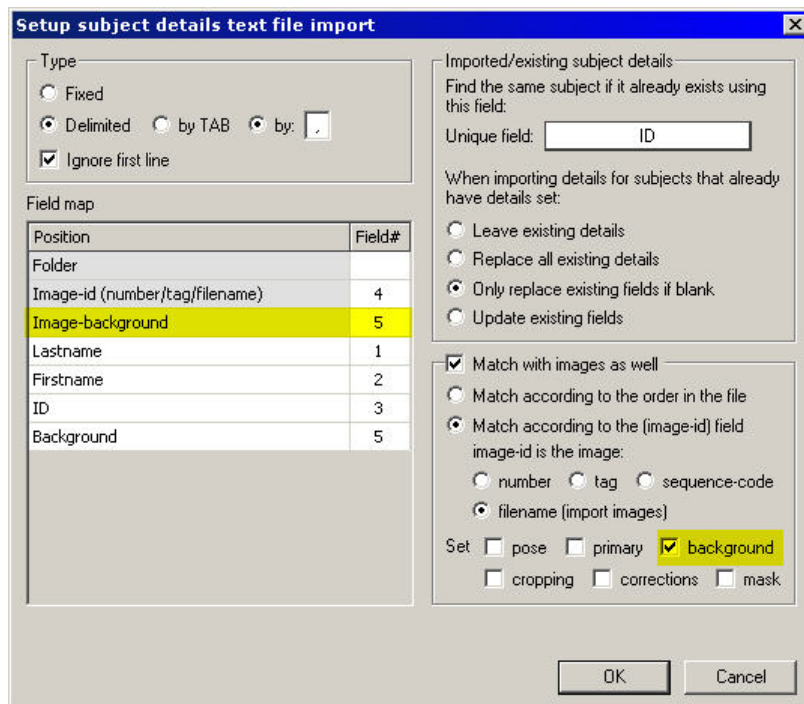 Setup subject details text file import
Type
Fixed
Delimited by TAB by: ,
Ignore first line
Field map
Position Field#
Folder
Image-id (number/tag/filename) 4
Image-background 5
Lastname 1
Firstname 2
ID 3
Background 5
Imported/existing subject details
Find the same subject if it already exists using
this field:
Unique field: ID
When importing details for subjects that already
have details set:
Leave existing details
Replace all existing details
Only replace existing fields if blank
Update existing fields
Match with images as well
Match according to the order in the file
Match according to the (image-id) field
image-id is the image:
number tag sequence-code
filename (import images)
Set pose primary background
cropping corrections mask
OK Cancel